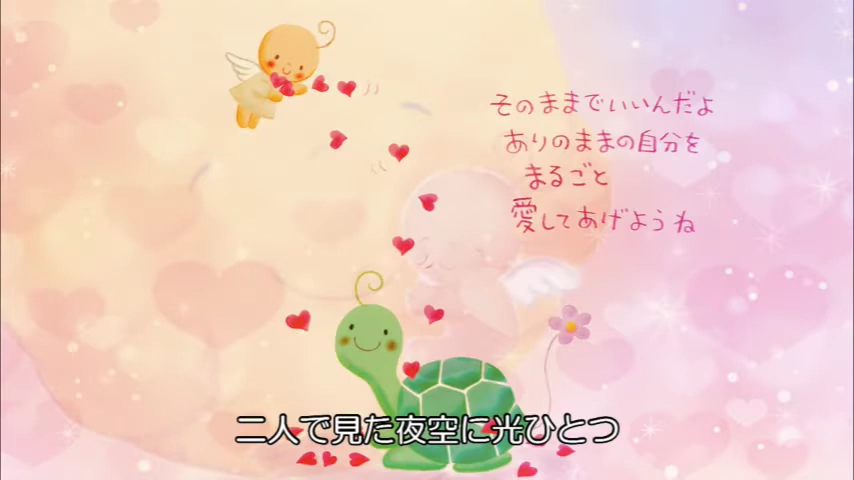 そのままでいいんだよ
ありのままの自分を
まるごと
愛してあげようね
二人で見た夜空に光ひとつ